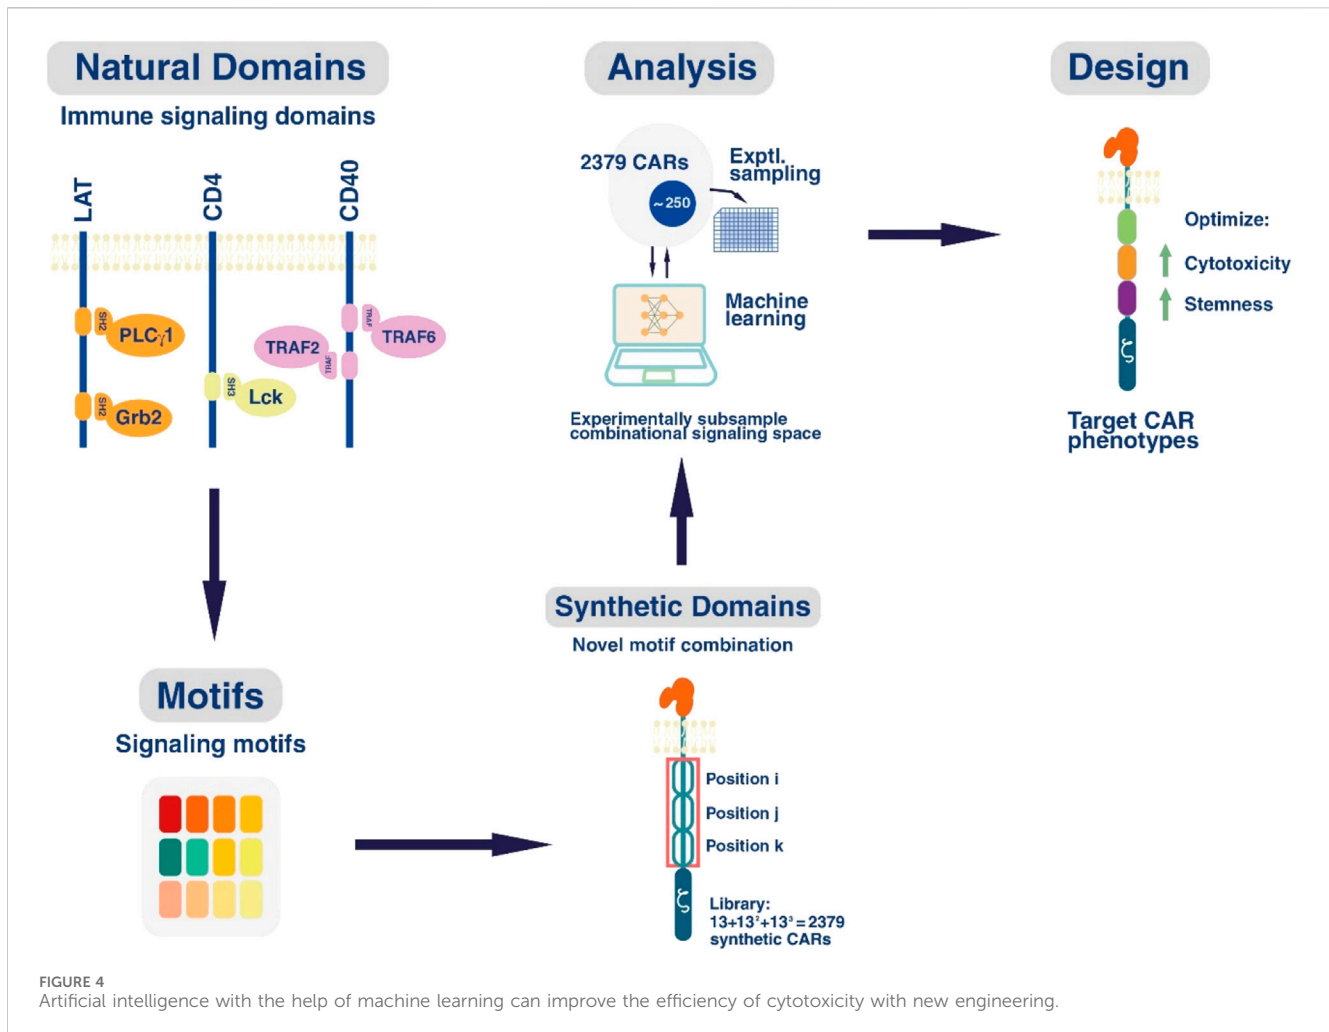 Natural Domains
Immune signaling domains
LAT
CD4
CD40
SH2
PLCγ1
SH2
Grb2
SH3
Lck
TRAF2
TRAF
TRAF
TRAF6
Motifs
Signaling motifs
Synthetic Domains
Novel motif combination
Position i
Position j
Position k
ζ
Library:
13+13²+13³=2379
synthetic CARs
Analysis
2379 CARs
~250
Exptl.
sampling
Machine
learning
Experimentally subsample
combinational signaling space
Design
Optimize:
Cytotoxicity
Stemness
ζ
Target CAR
phenotypes
FIGURE 4
Artificial intelligence with the help of machine learning can improve the efficiency of cytotoxicity with new engineering.